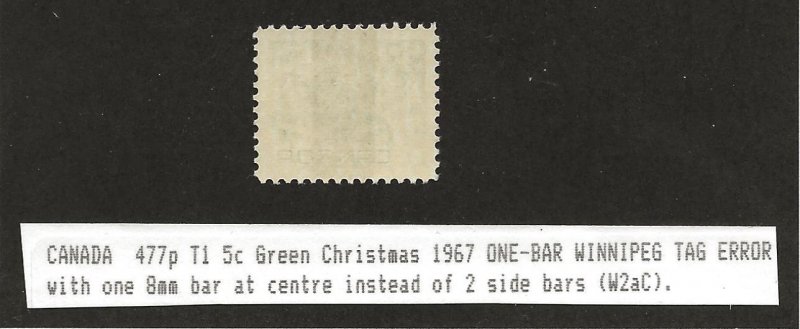 CANADA 477p T1 5c Green Christmas 1967 ONE-BAR WINNIPEG TAG ERROR
with one 8mm bar at centre instead of 2 side bars (W2aC).